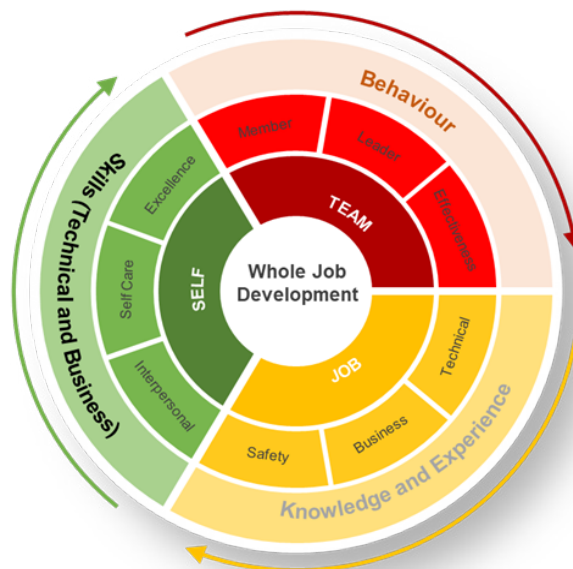 Behaviour
Member
Leader
Effectiveness
TEAM
Whole Job
Development
Skills (Technical and Business)
Excellence
Self Care
Interpersonal
SELF
JOB
Technical
Business
Safety
Knowledge and Experience